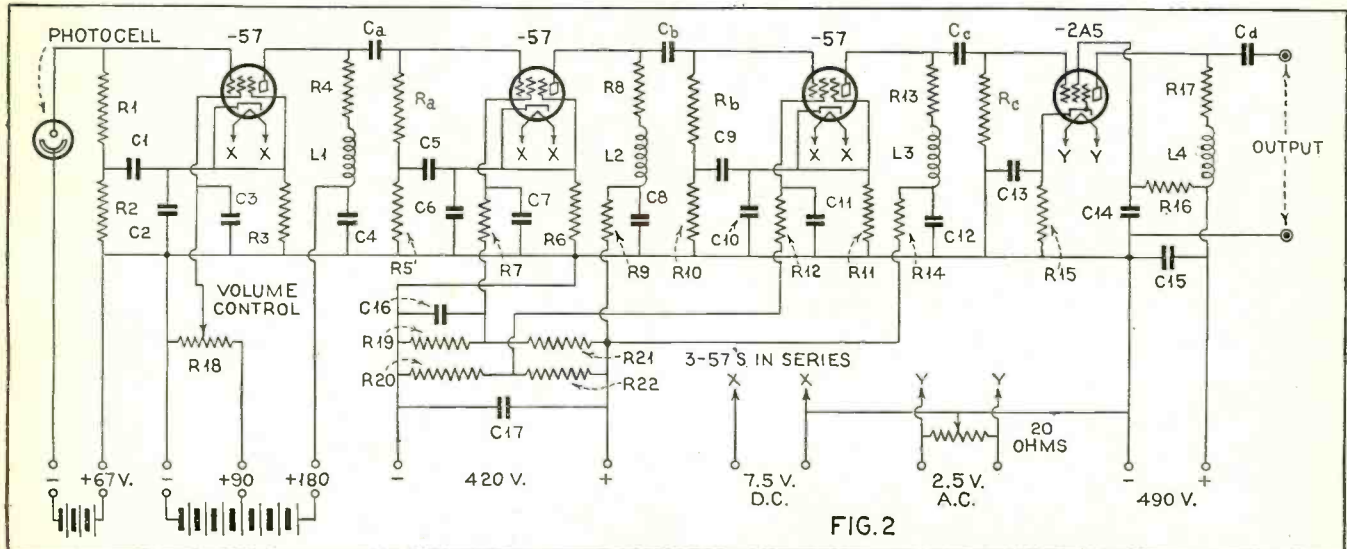 PHOTOCELL
-57
Ca
-57
Cb
-57
Cc
-2A5
Cd
R1
R4
Ra
R8
Rb
R13
Rc
R17
C1
L1
C5
L2
C9
L3
C13
L4
OUTPUT
X X
X X
X X
Y Y
R2
C2
C3
R3
C4
C6
C7
R6
C8
C10
C11
C12
C14
R16
R5
R7
R9
R10
R12
R11
R14
R15
C15
VOLUME
CONTROL
C16
R18
R19
R21
3-57'S IN SERIES
R20
R22
X X Y Y
C17
20
OHMS
- +67V. - +90 +180 - 420 V. + 7.5 V. D.C. 2.5 V. A.C. - 490 V. +
FIG.2